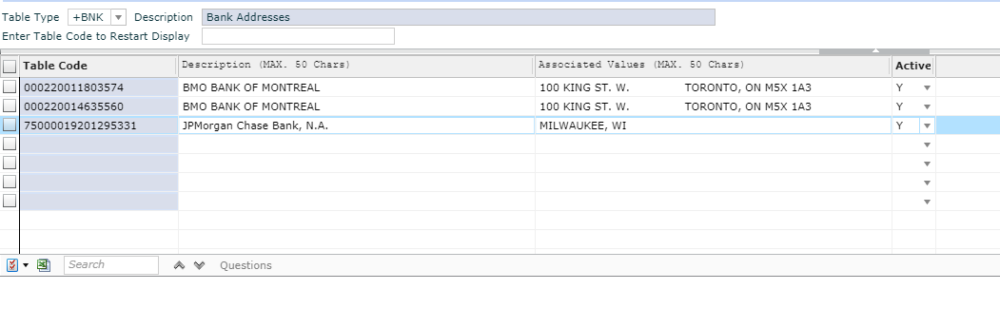 Table Type +BNK Description Bank Addresses
Enter Table Code to Restart Display
Table Code Description (MAX. 50 Chars) Associated Values (MAX. 50 Chars) Active
000220011803574 BMO BANK OF MONTREAL 100 KING ST. W. TORONTO, ON M5X 1A3 Y
000220014635560 BMO BANK OF MONTREAL 100 KING ST. W. TORONTO, ON M5X 1A3 Y
75000019201295331 JPMorgan Chase Bank, N.A. MILWAUKEE, WI Y
Search Questions